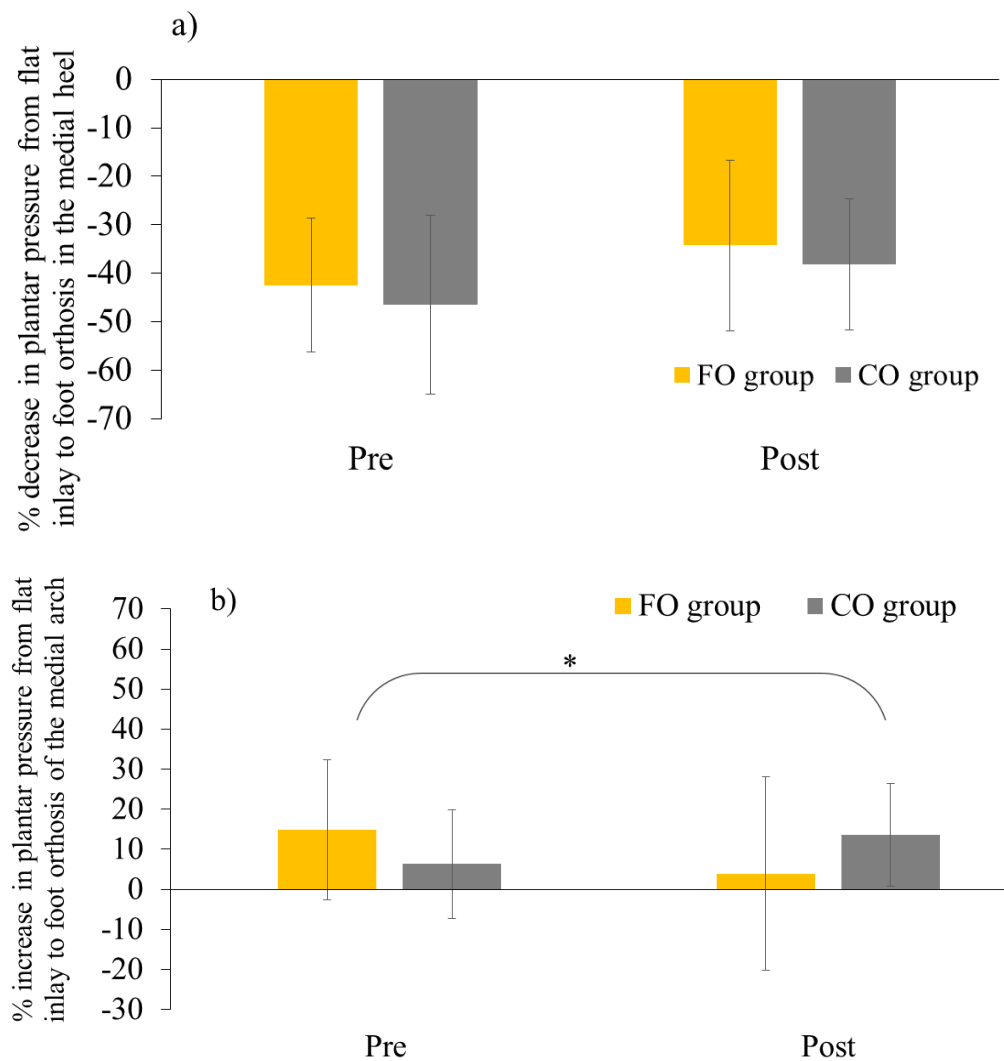 a)
% decrease in plantar pressure from flat
inlay to foot orthosis in the medial heel
0
-10
-20
-30
-40
-50
-60
-70
FO group
CO group
Pre
Post
b)
% increase in plantar pressure from flat
inlay to foot orthosis of the medial arch
70
60
50
40
30
20
10
0
-10
-20
-30
FO group
CO group
*
Pre
Post